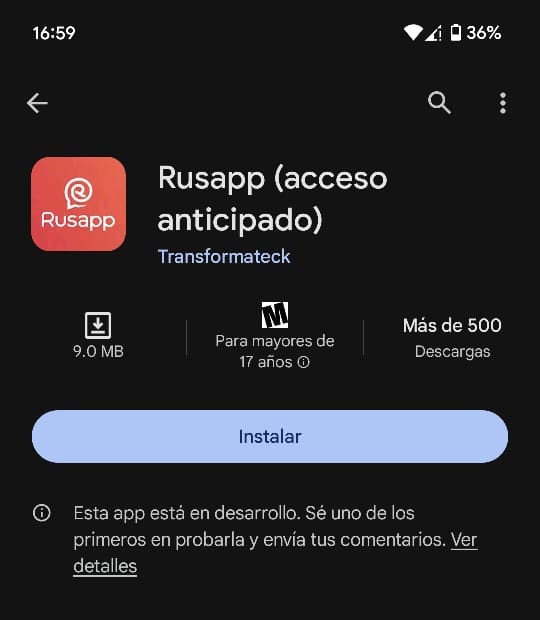 16:59
36%
Rusapp
Rusapp (acceso
anticipado)
Transformateck
9.0 MB
M
Para mayores de
17 años
Más de 500
Descargas
Instalar
Esta app está en desarrollo. Sé uno de los
primeros en probarla y envía tus comentarios. Ver
detalles